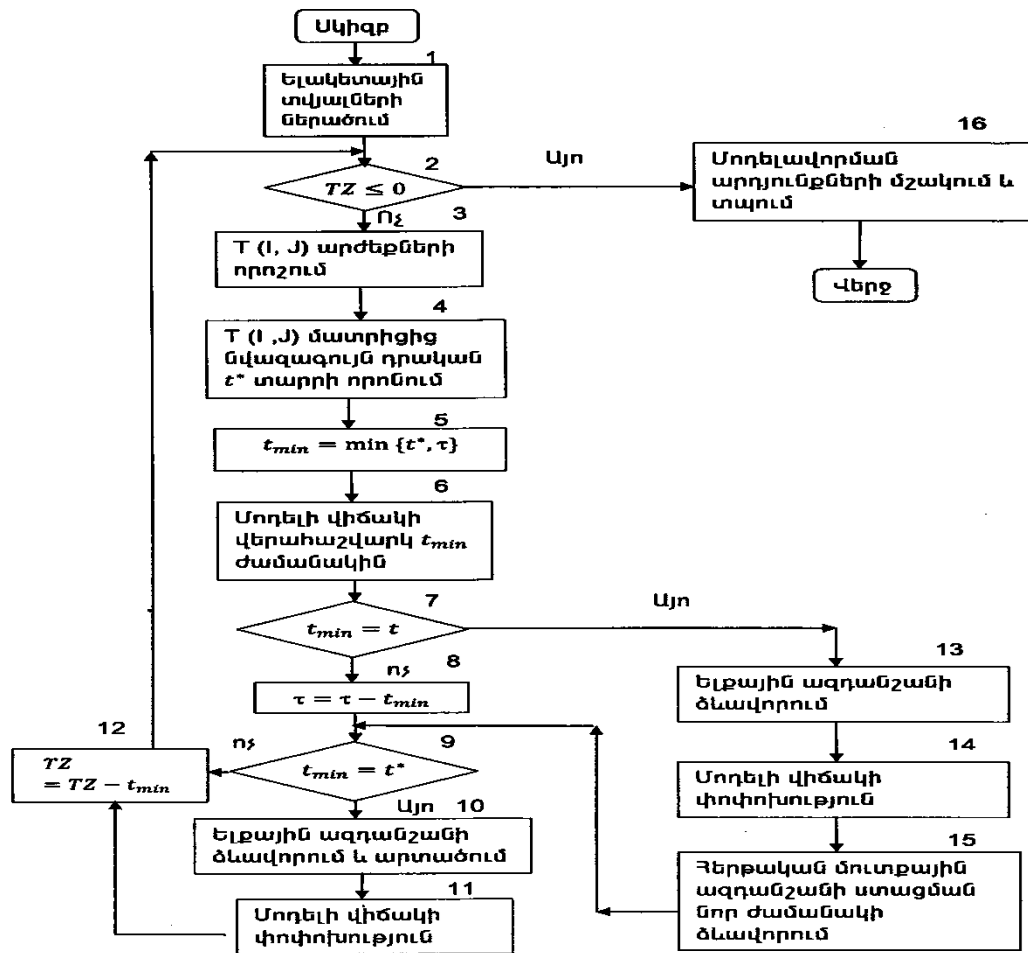 Սկիզբ
1
Ելակետային
տվյալների
ներածում
2
TZ ≤ 0
Այո
16
Մոդելավորման
արդյունքների մշակում և
տպում
Վերջ
Ոչ
3
T (I, J) արժեքների
որոշում
4
T (I ,J) մատրիցից
նվազագույն դրական
t* տարրի որոնում
5
t_min = min {t*, τ}
6
Մոդելի վիճակի
վերահաշվարկ t_min
ժամանակին
7
t_min = t
Այո
13
Ելքային ազդանշանի
ձևավորում
14
Մոդելի վիճակի
փոփոխություն
15
Հերթական մուտքային
ազդանշանի ստացման
նոր ժամանակի
ձևավորում
ոչ
8
τ = τ − t_min
9
t_min = t*
ոչ
12
TZ
= TZ − t_min
Այո
10
Ելքային ազդանշանի
ձևավորում և արտածում
11
Մոդելի վիճակի
փոփոխություն